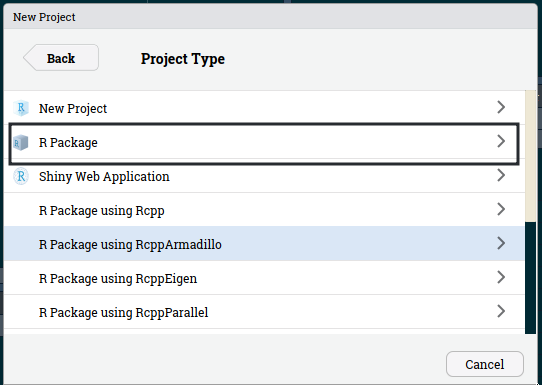 New Project
Back
Project Type
New Project
R Package
Shiny Web Application
R Package using Rcpp
R Package using RcppArmadillo
R Package using RcppEigen
R Package using RcppParallel
Cancel